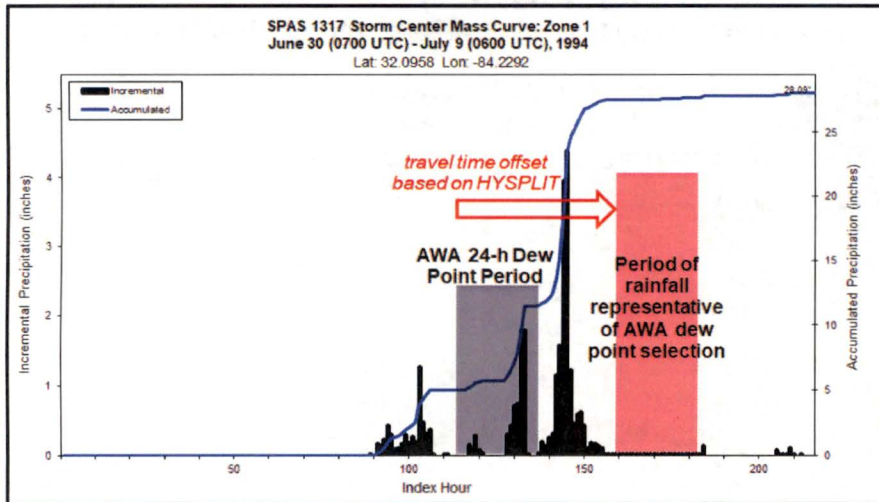 SPAS 1317 Storm Center Mass Curve: Zone 1
June 30 (0700 UTC) - July 9 (0600 UTC), 1994
Lat: 32.0958 Lon: -84.2292
Incremental
Accumulated
28.09"
travel time offset
based on HYSPLIT
AWA 24-h Dew
Point Period
Period of
rainfall
representative
of AWA dew
point selection
Incremental Precipitation (inches)
Accumulated Precipitation (inches)
5
4
3
2
1
0
25
20
15
10
5
0
50
100
150
200
Index Hour